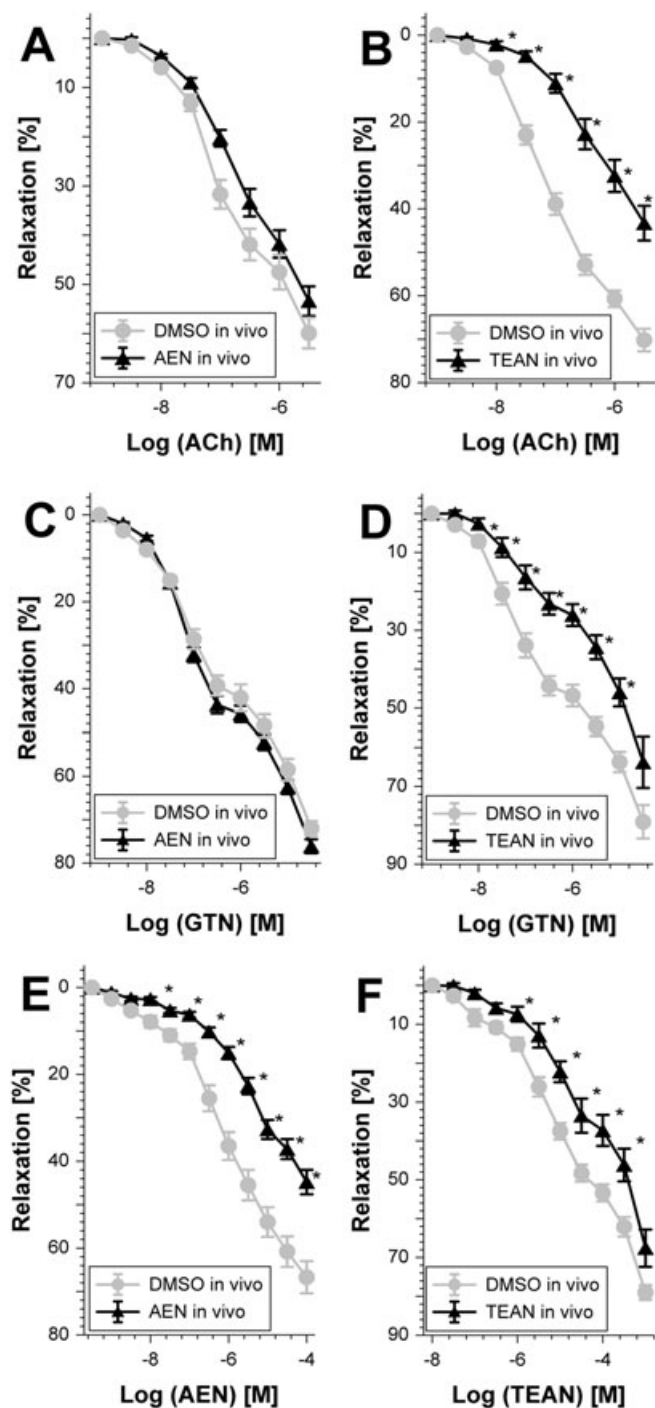 A
Relaxation [%]
10
30
50
70
DMSO in vivo
AEN in vivo
-8
-6
Log (ACh) [M]
B
Relaxation [%]
0
20
40
60
80
* * * * * * *
DMSO in vivo
TEAN in vivo
-8
-6
Log (ACh) [M]
C
Relaxation [%]
0
20
40
60
80
DMSO in vivo
AEN in vivo
-8
-6
Log (GTN) [M]
D
Relaxation [%]
10
30
50
70
90
* * * * * * *
DMSO in vivo
TEAN in vivo
-8
-6
Log (GTN) [M]
E
Relaxation [%]
0
20
40
60
80
* * * * * * * *
DMSO in vivo
AEN in vivo
-8
-6
-4
Log (AEN) [M]
F
Relaxation [%]
10
30
50
70
90
* * * * * *
DMSO in vivo
TEAN in vivo
-8
-6
-4
Log (TEAN) [M]